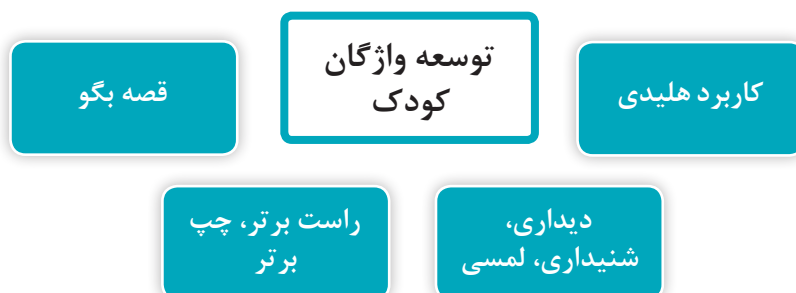 توسعه واژگان
کودک
کاربرد هلیدی
قصه بگو
دیداری،
شنیداری، لمسی
راست برتر، چپ
برتر